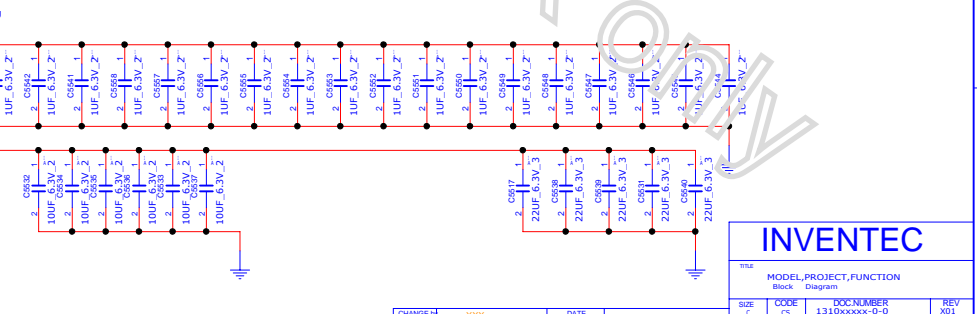 only
C5542 1UF_6.3V_2
C5541 1UF_6.3V_2
C5558 1UF_6.3V_2
C5557 1UF_6.3V_2
C5556 1UF_6.3V_2
C5555 1UF_6.3V_2
C5554 1UF_6.3V_2
C5553 1UF_6.3V_2
C5552 1UF_6.3V_2
C5551 1UF_6.3V_2
C5550 1UF_6.3V_2
C5549 1UF_6.3V_2
C5548 1UF_6.3V_2
C5547 1UF_6.3V_2
C5546 1UF_6.3V_2
C5532 10UF_6.3V_2
C5534 10UF_6.3V_2
C5535 10UF_6.3V_2
C5536 10UF_6.3V_2
C5533 10UF_6.3V_2
C5537 10UF_6.3V_2
C5517 22UF_6.3V_3
C5538 22UF_6.3V_3
C5539 22UF_6.3V_3
C5531 22UF_6.3V_3
C5540 22UF_6.3V_3
INVENTEC
TITLE
MODEL,PROJECT,FUNCTION
Block Diagram
SIZE CODE DOC.NUMBER REV
C CS 1310xxxxx-0-0 X01
CHANGE by XXX DATE